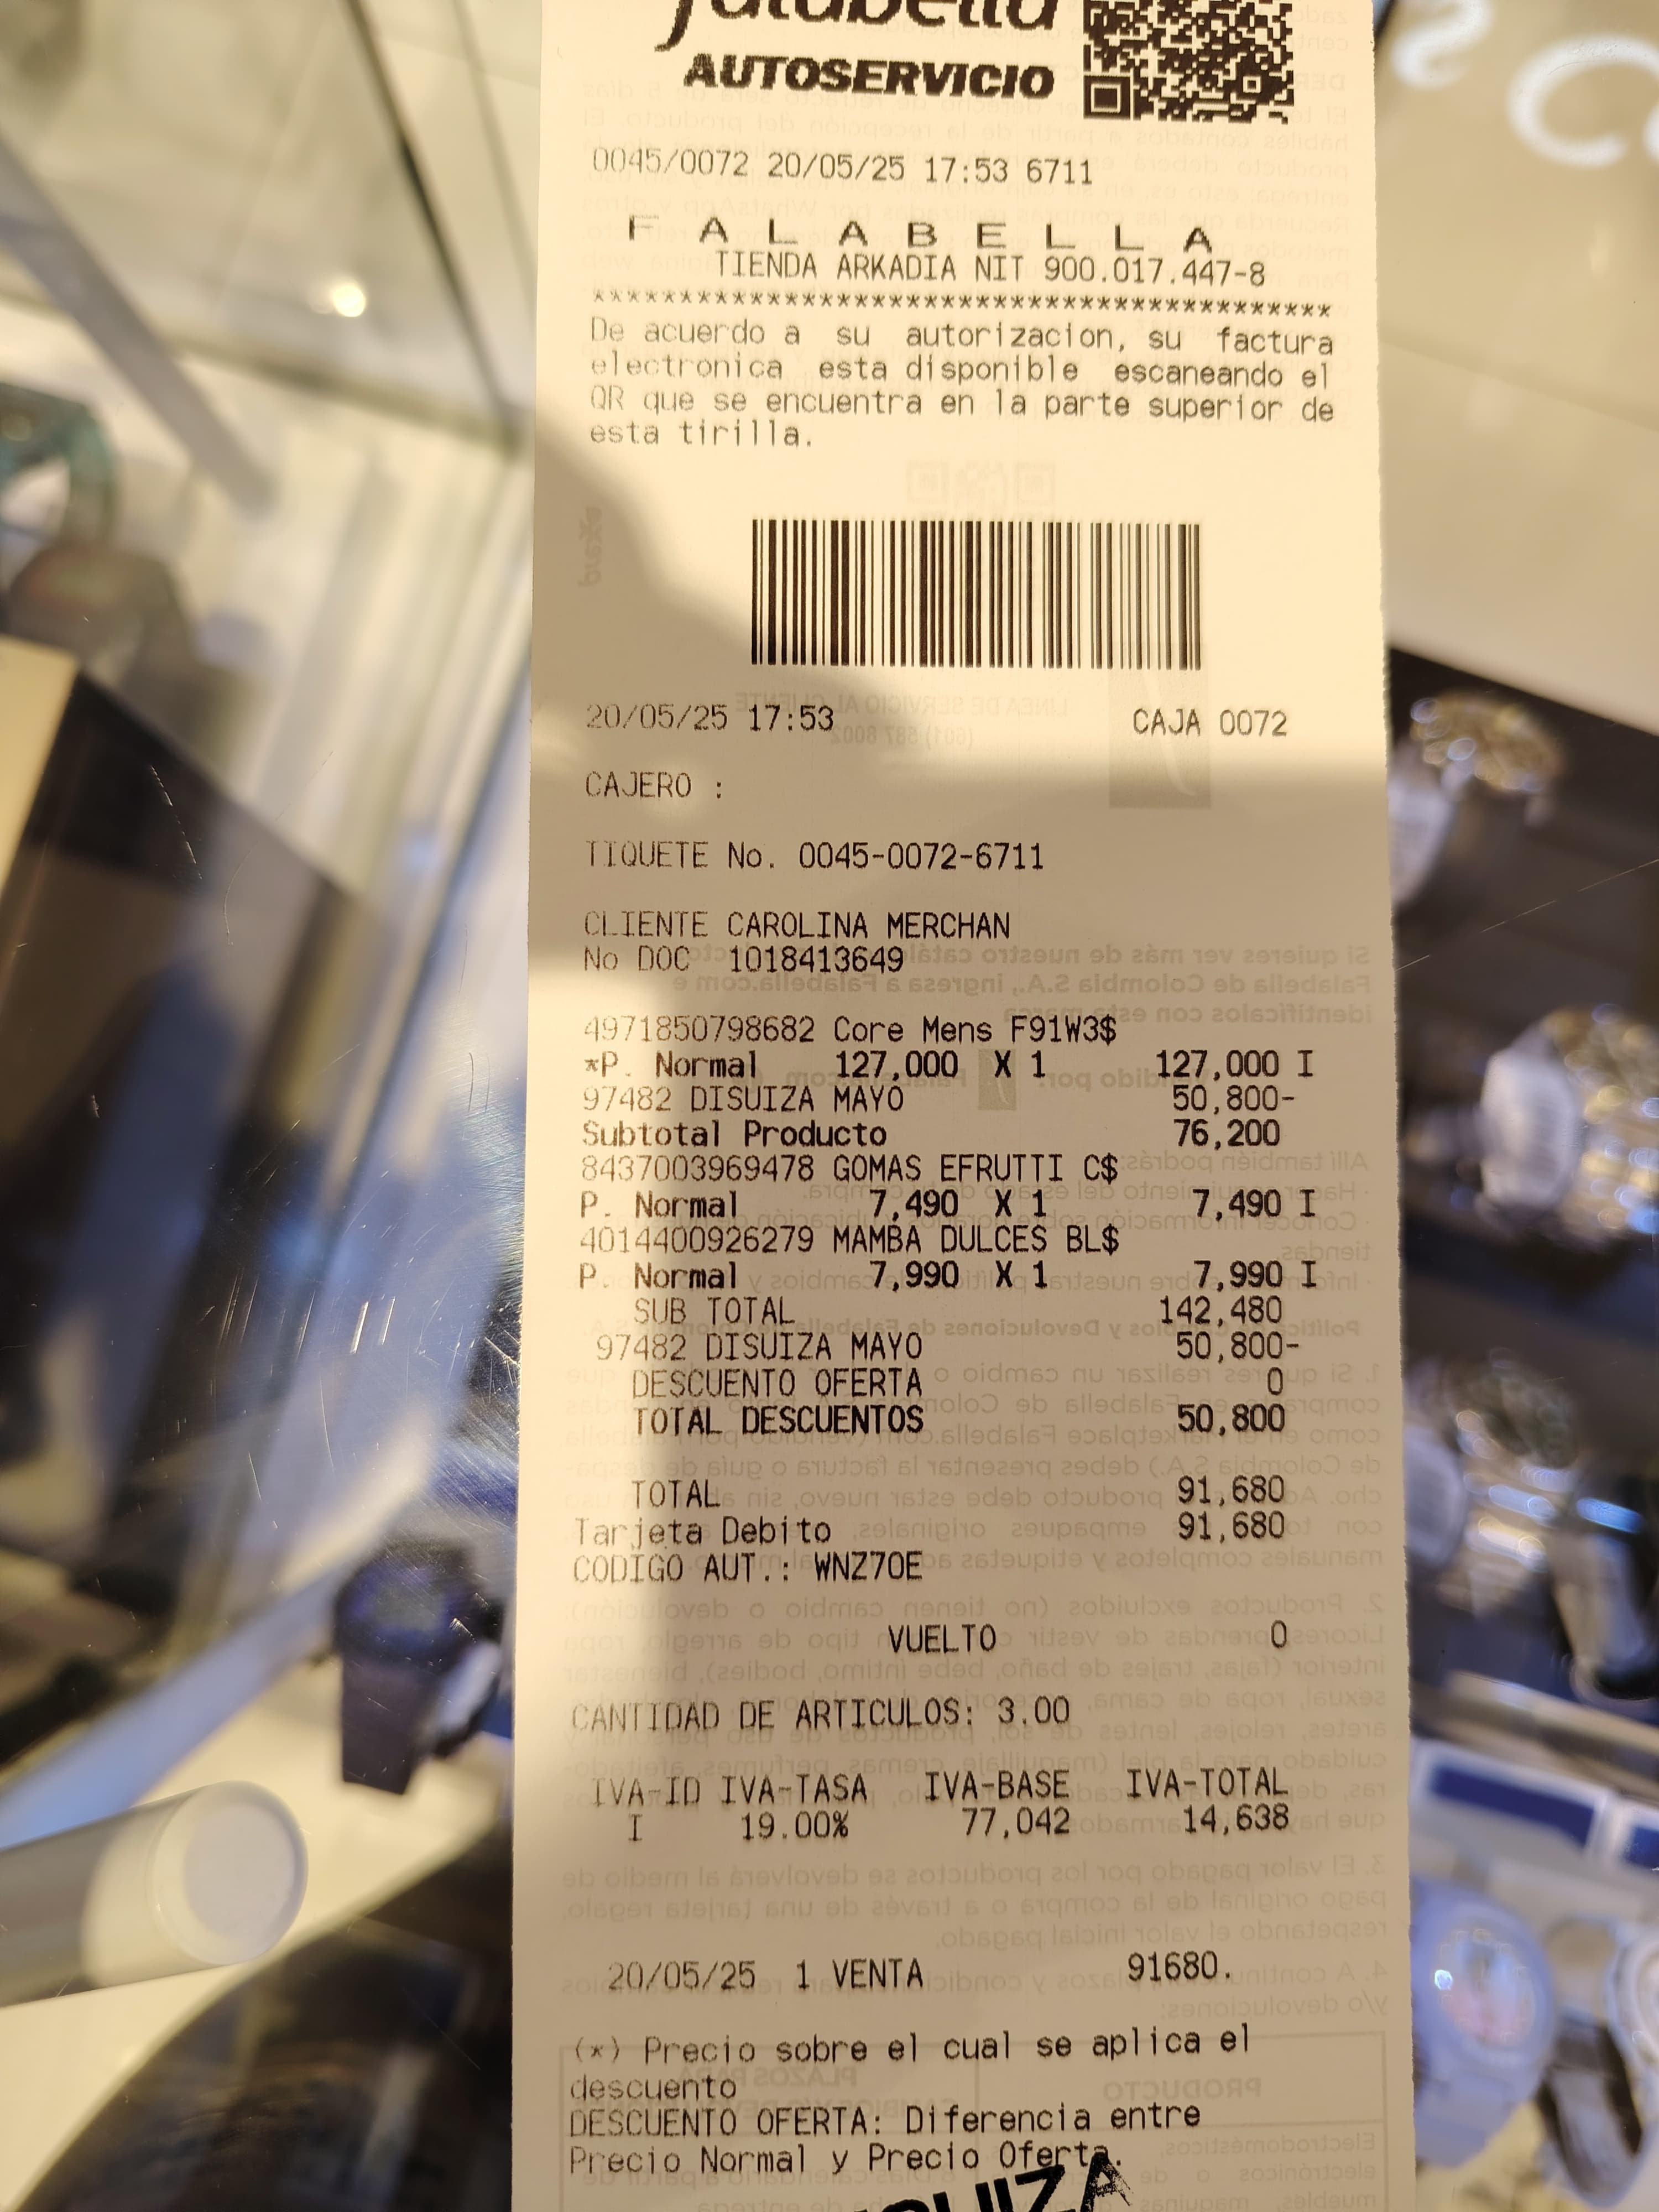 falabella
AUTOSERVICIO
0045/0072 20/05/25 17:53 6711
F A L A B E L L A
TIENDA ARKADIA NIT 900.017.447-8
******************************************
De acuerdo a su autorizacion, su factura
electronica esta disponible escaneando el
QR que se encuentra en la parte superior de
esta tirilla.
20/05/25 17:53 CAJA 0072
CAJERO :
TIQUETE No. 0045-0072-6711
CLIENTE CAROLINA MERCHAN
No DOC 1018413649
4971850798682 Core Mens F91W3$
*P. Normal 127,000 X 1 127,000 I
97482 DISUIZA MAYO 50,800-
Subtotal Producto 76,200
8437003969478 GOMAS EFRUTTI C$
P. Normal 7,490 X 1 7,490 I
4014400926279 MAMBA DULCES BL$
P. Normal 7,990 X 1 7,990 I
SUB TOTAL 142,480
97482 DISUIZA MAYO 50,800-
DESCUENTO OFERTA 0
TOTAL DESCUENTOS 50,800
TOTAL 91,680
Tarjeta Debito 91,680
CODIGO AUT.: WNZ70E
VUELTO 0
CANTIDAD DE ARTICULOS: 3.00
IVA-ID IVA-TASA IVA-BASE IVA-TOTAL
I 19.00% 77,042 14,638
20/05/25 1 VENTA 91680.
(*) Precio sobre el cual se aplica el
descuento
DESCUENTO OFERTA: Diferencia entre
Precio Normal y Precio Oferta.